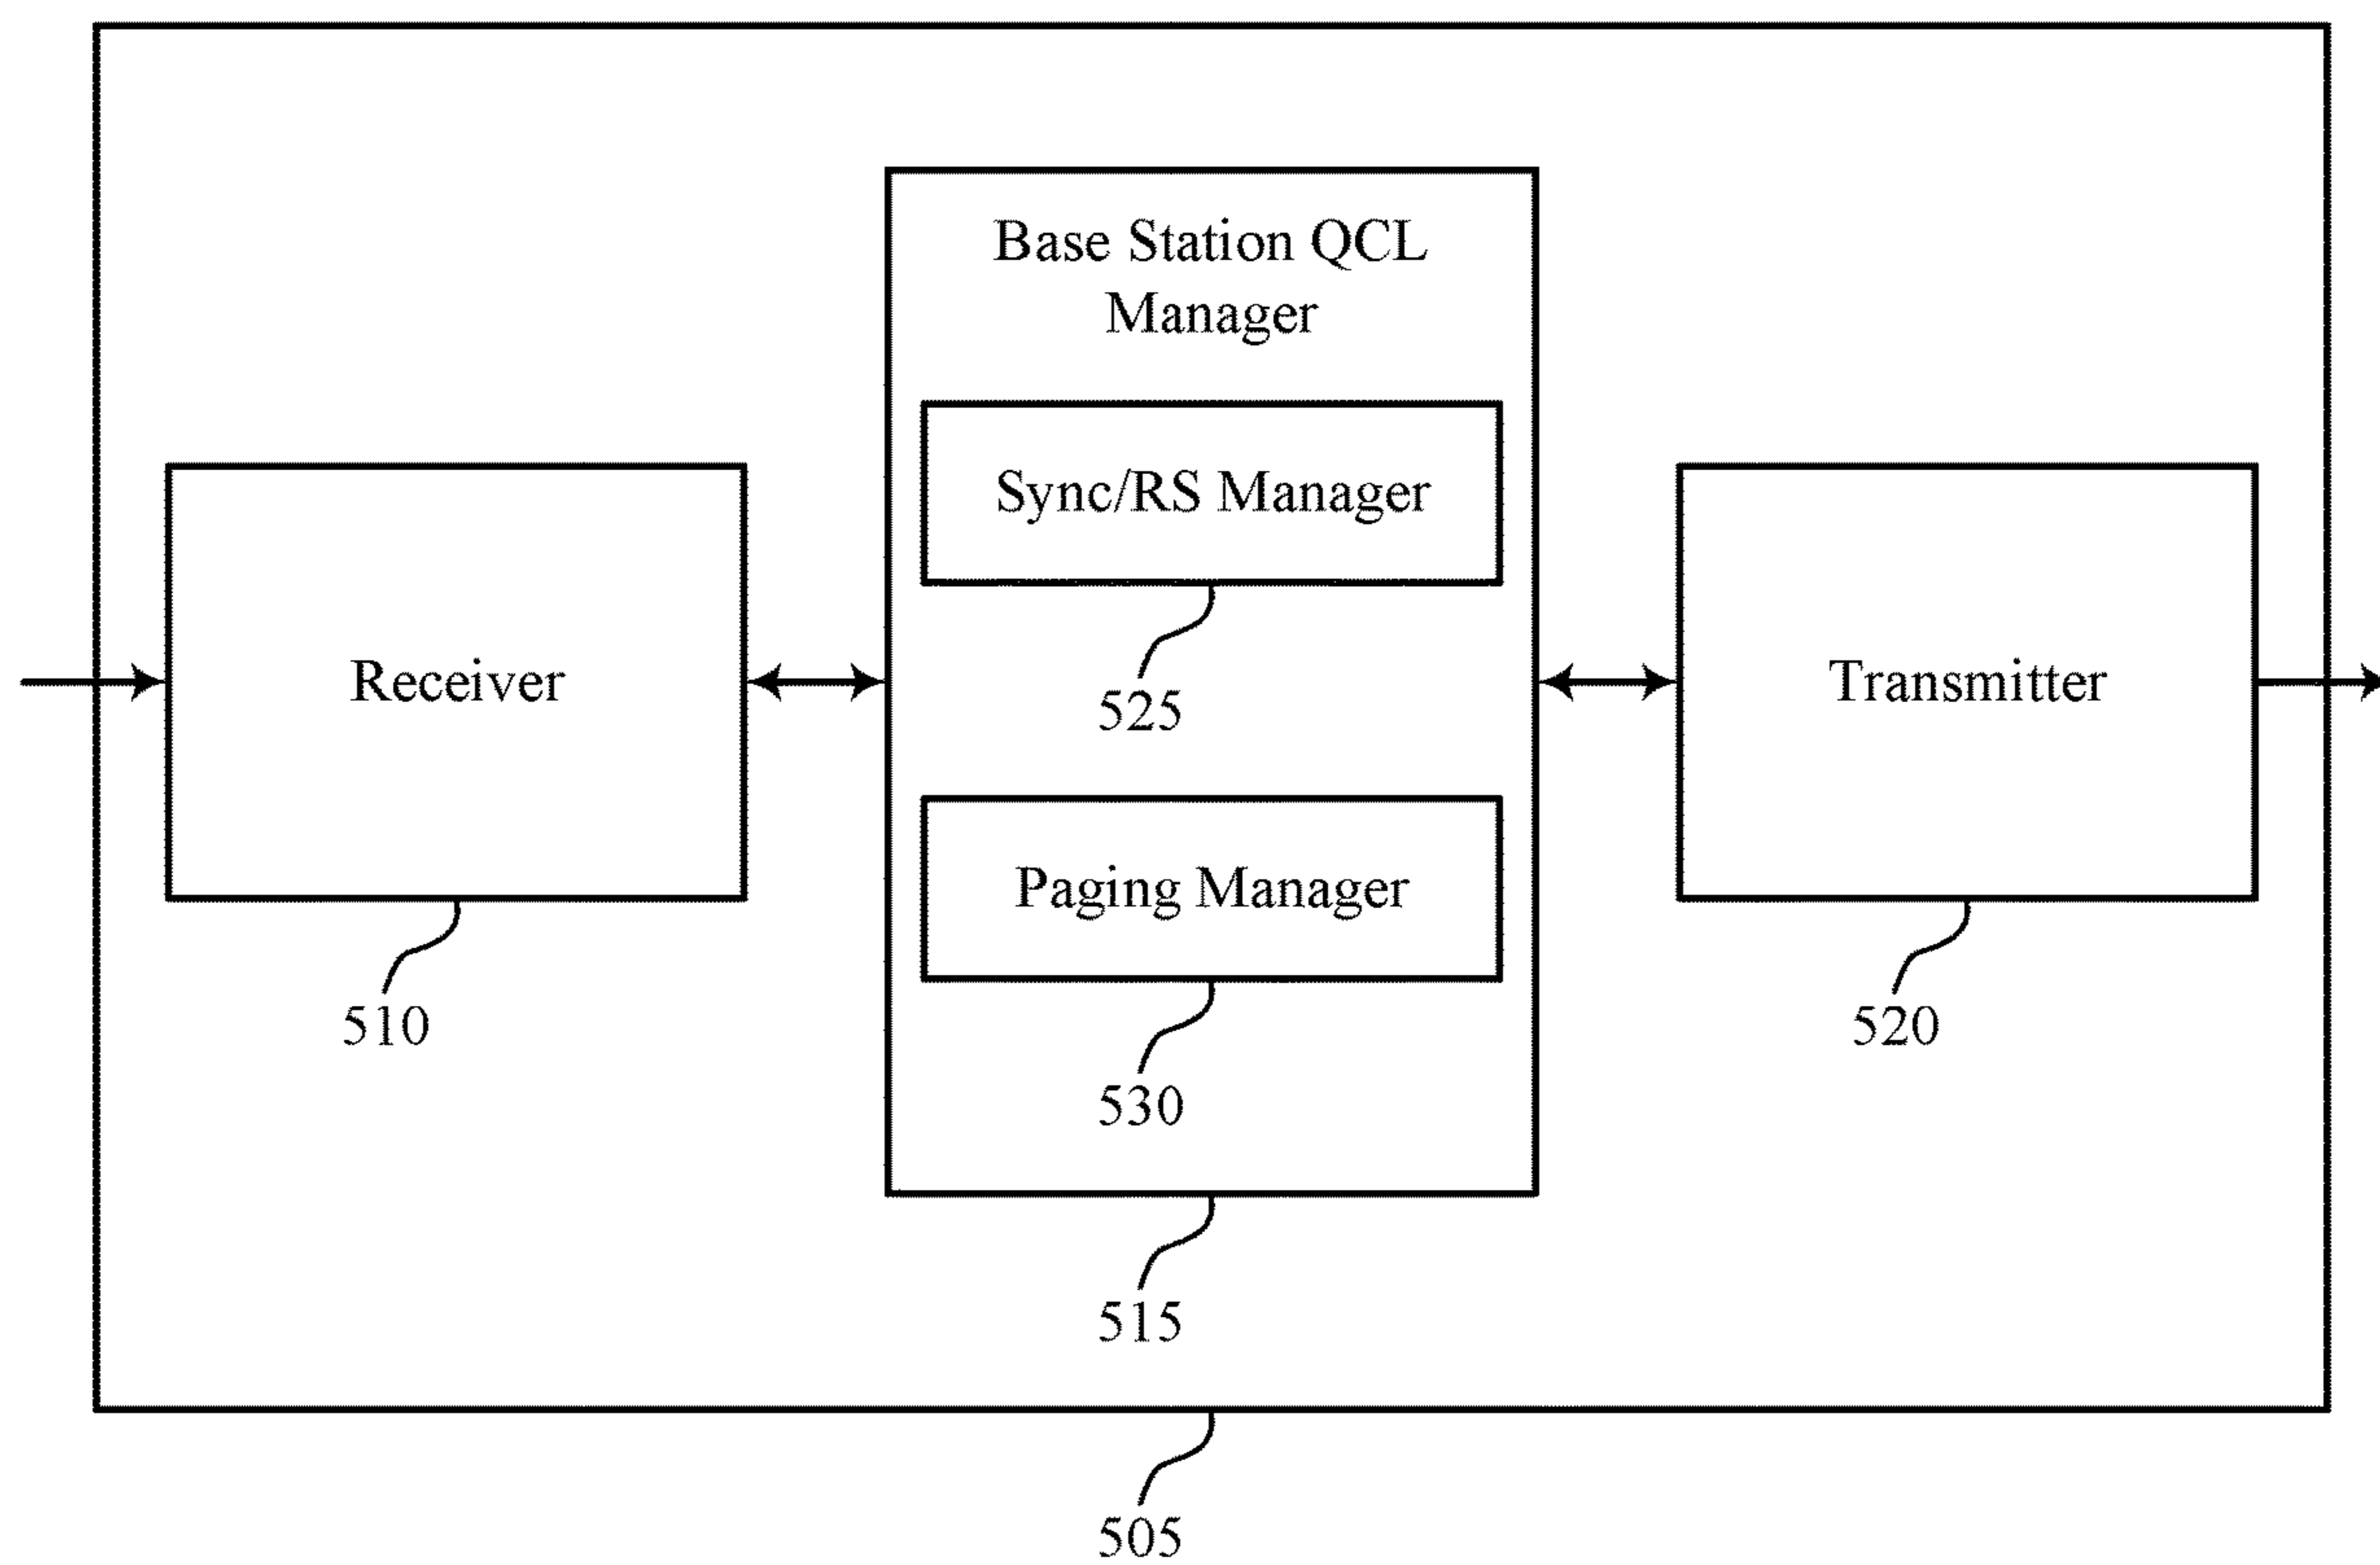 Base Station QCL
Manager
Sync/RS Manager
525
Receiver
510
Transmitter
520
Paging Manager
530
515
505